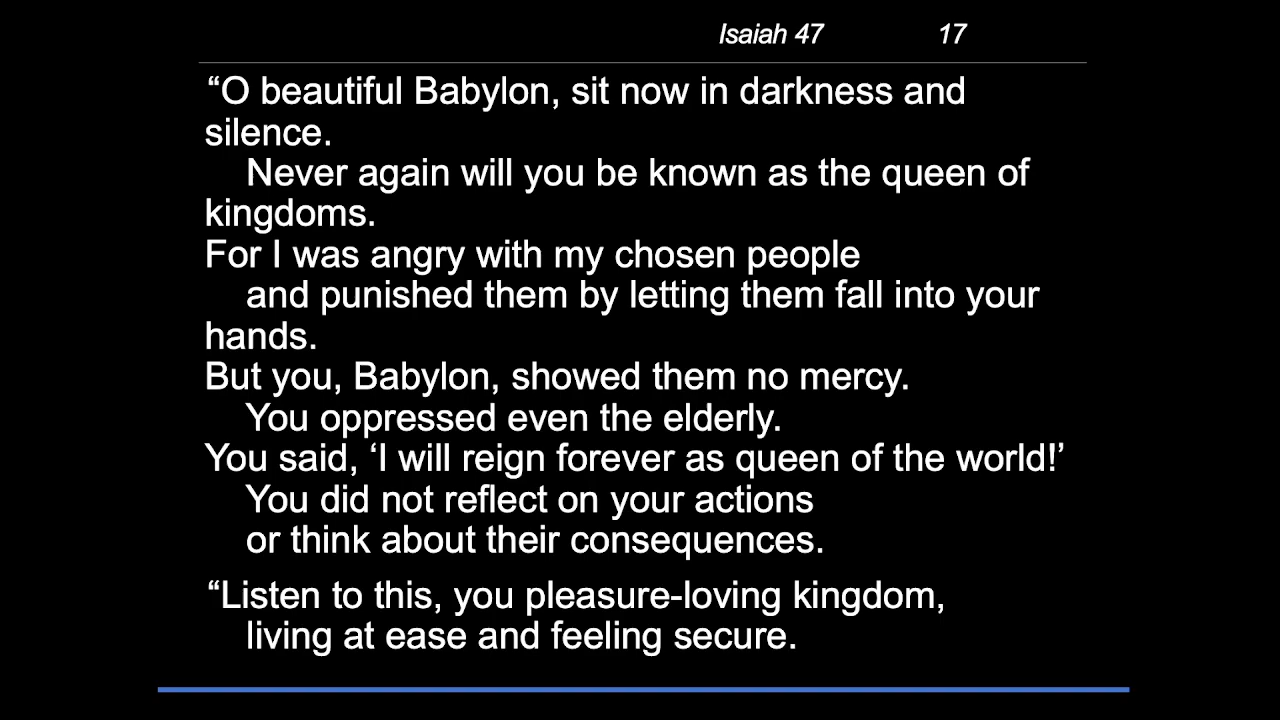 Isaiah 47 17
“O beautiful Babylon, sit now in darkness and
silence.
Never again will you be known as the queen of
kingdoms.
For I was angry with my chosen people
and punished them by letting them fall into your
hands.
But you, Babylon, showed them no mercy.
You oppressed even the elderly.
You said, ‘I will reign forever as queen of the world!’
You did not reflect on your actions
or think about their consequences.
“Listen to this, you pleasure-loving kingdom,
living at ease and feeling secure.